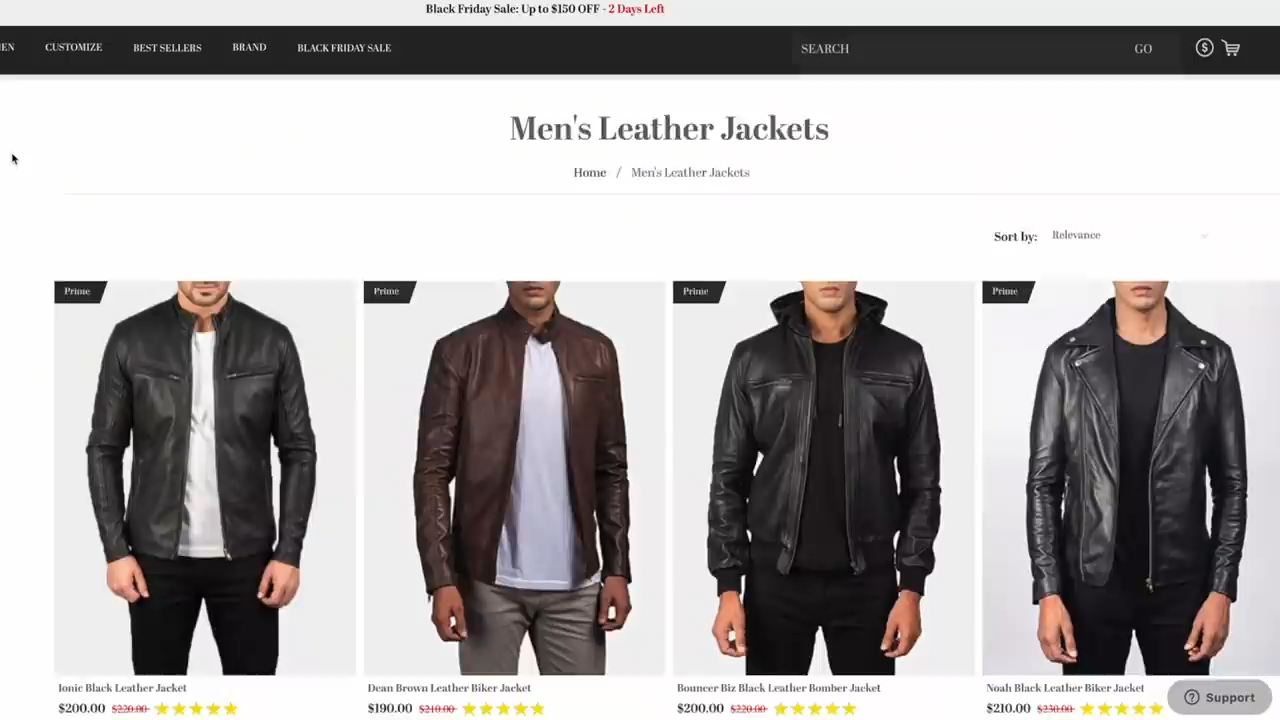 Black Friday Sale: Up to $150 OFF - 2 Days Left
EN CUSTOMIZE BEST SELLERS BRAND BLACK FRIDAY SALE SEARCH GO $
Men's Leather Jackets
Home / Men's Leather Jackets
Sort by: Relevance
Prime Prime Prime Prime
Ionic Black Leather Jacket Dean Brown Leather Biker Jacket Bouncer Biz Black Leather Bomber Jacket Noah Black Leather Biker Jacket
$200.00 $220.00 $190.00 $210.00 $200.00 $220.00 $210.00 $230.00
? Support